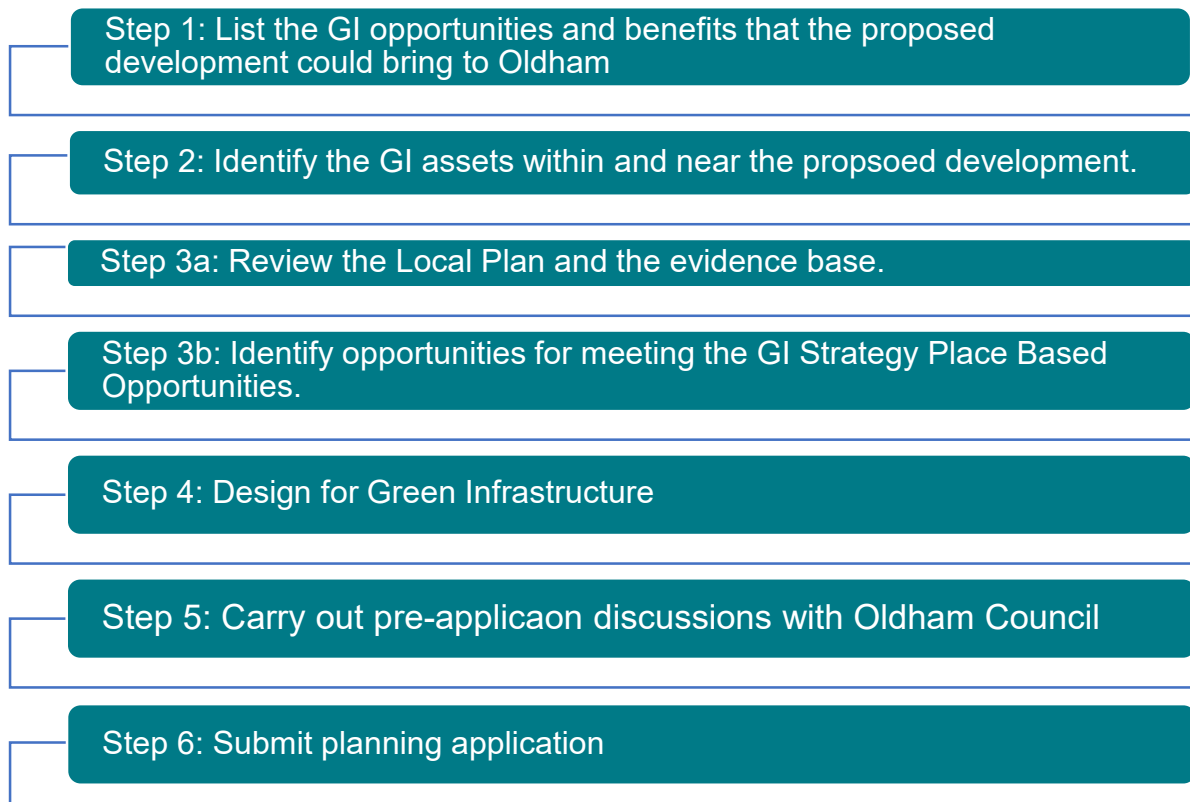 Step 1: List the GI opportunities and benefits that the proposed
development could bring to Oldham
Step 2: Identify the GI assets within and near the propsoed development.
Step 3a: Review the Local Plan and the evidence base.
Step 3b: Identify opportunities for meeting the GI Strategy Place Based
Opportunities.
Step 4: Design for Green Infrastructure
Step 5: Carry out pre-applicaon discussions with Oldham Council
Step 6: Submit planning application